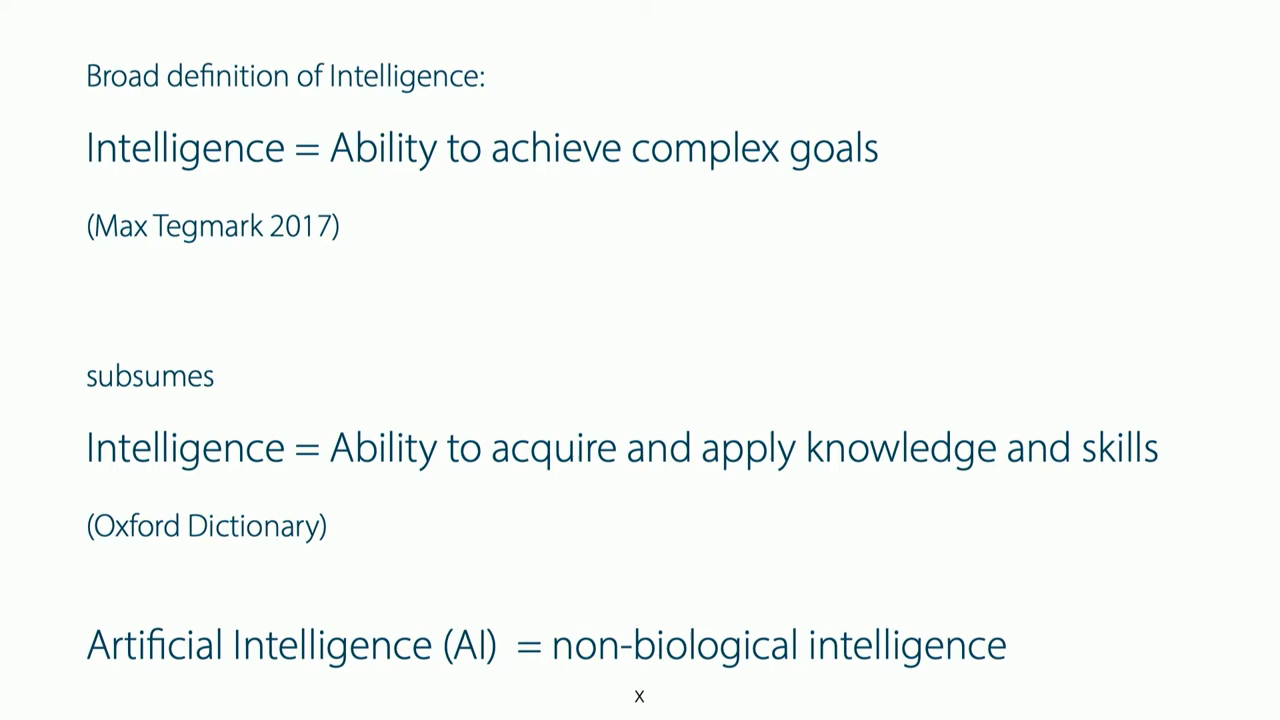 Broad definition of Intelligence:
Intelligence = Ability to achieve complex goals
(Max Tegmark 2017)
subsumes
Intelligence = Ability to acquire and apply knowledge and skills
(Oxford Dictionary)
Artificial Intelligence (AI) = non-biological intelligence
x